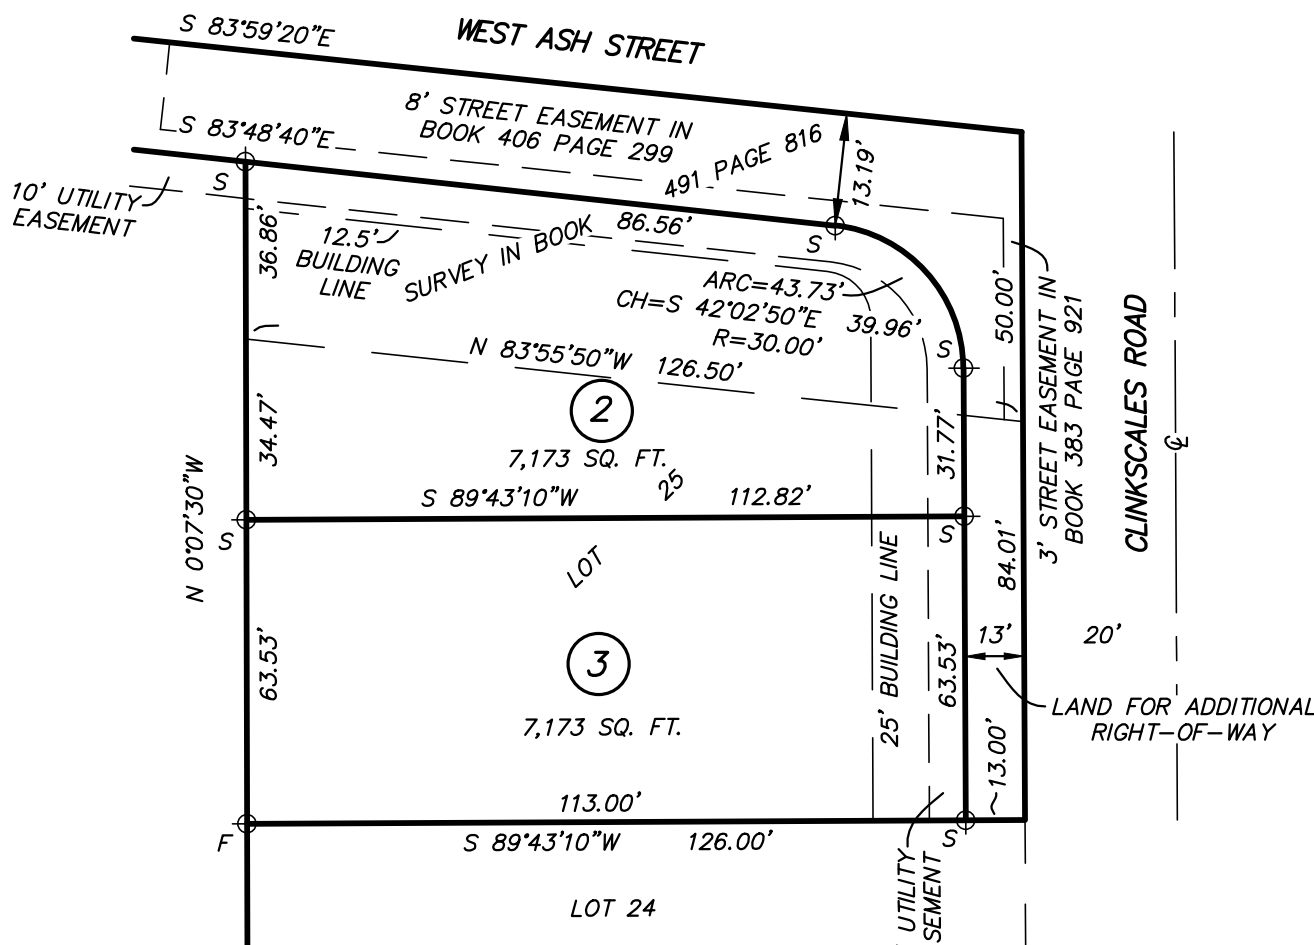 S 83°59'20"E
WEST ASH STREET
8' STREET EASEMENT IN
BOOK 406 PAGE 299
S 83°48'40"E
491 PAGE 816
13.19'
10' UTILITY
EASEMENT
S
36.86'
12.5'
BUILDING
LINE
SURVEY IN BOOK
86.56'
S
ARC=43.73'
CH=S 42°02'50"E
39.96'
R=30.00'
50.00'
3' STREET EASEMENT IN
BOOK 383 PAGE 921
CLINKSCALES ROAD
S
N 83°55'50"W
126.50'
2
7,173 SQ. FT.
34.47'
31.77'
25
S 89°43'10"W
112.82'
S
S
N 0°07'30"W
LOT
84.01'
25' BUILDING LINE
63.53'
3
7,173 SQ. FT.
63.53'
13'
20'
LAND FOR ADDITIONAL
RIGHT-OF-WAY
13.00'
113.00'
F
S 89°43'10"W
126.00'
S
UTILITY
SEMENT
LOT 24